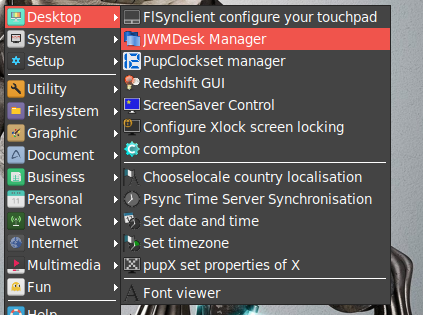 Desktop
System
Setup
Utility
Filesystem
Graphic
Document
Business
Personal
Network
Internet
Multimedia
Fun
Help
FlSynclient configure your touchpad
JWMDesk Manager
PupClockset manager
Redshift GUI
ScreenSaver Control
Configure Xlock screen locking
compton
Chooselocale country localisation
Psync Time Server Synchronisation
Set date and time
Set timezone
pupX set properties of X
Font viewer